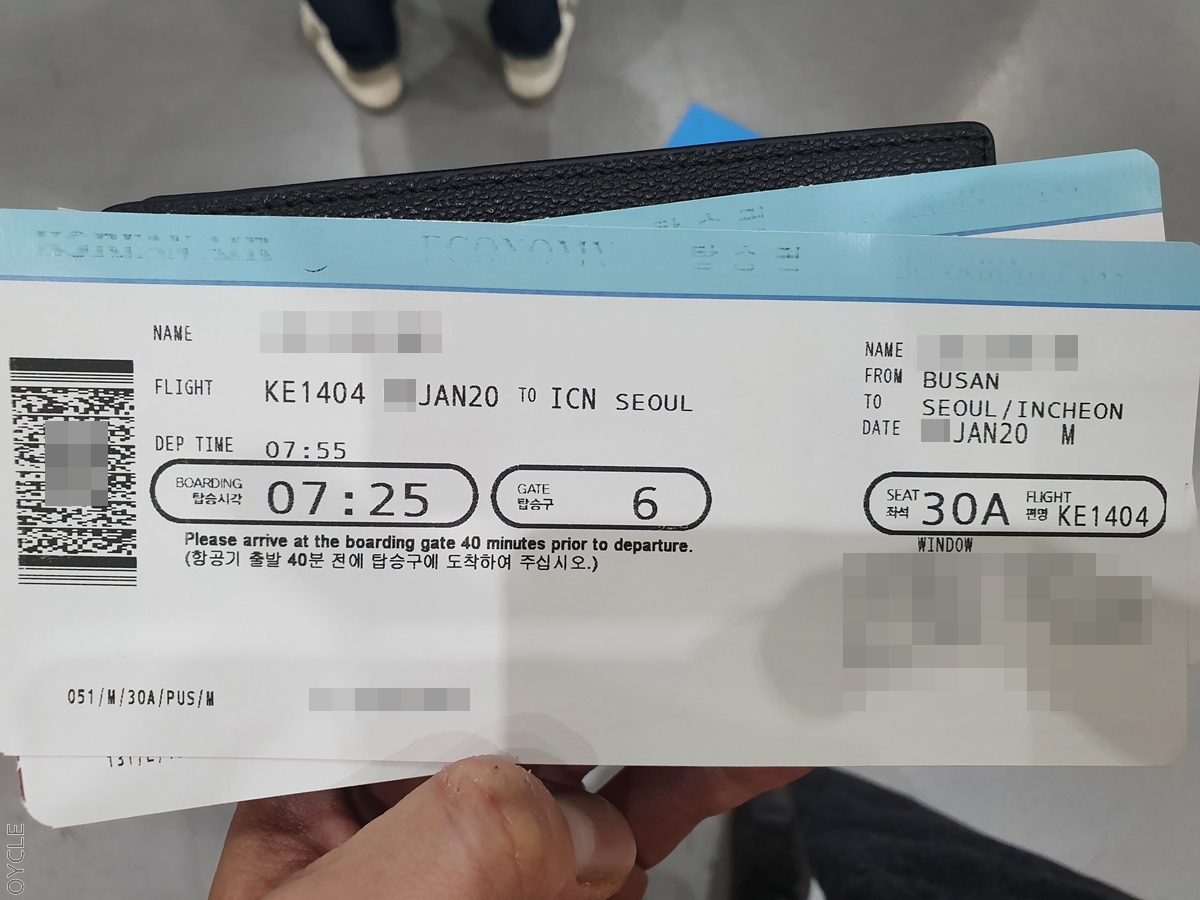 KOREAN AIR
ECONOMY
탑승권
NAME
FLIGHT KE1404 JAN20 TO ICN SEOUL
DEP TIME 07:55
BOARDING
탑승시각 07:25
GATE
탑승구 6
Please arrive at the boarding gate 40 minutes prior to departure.
(항공기 출발 40분 전에 탑승구에 도착하여 주십시오.)
051/M/30A/PUS/M
NAME
FROM BUSAN
TO SEOUL/INCHEON
DATE JAN20 M
SEAT
좌석 30A
FLIGHT
편명 KE1404
WINDOW
OYCLE